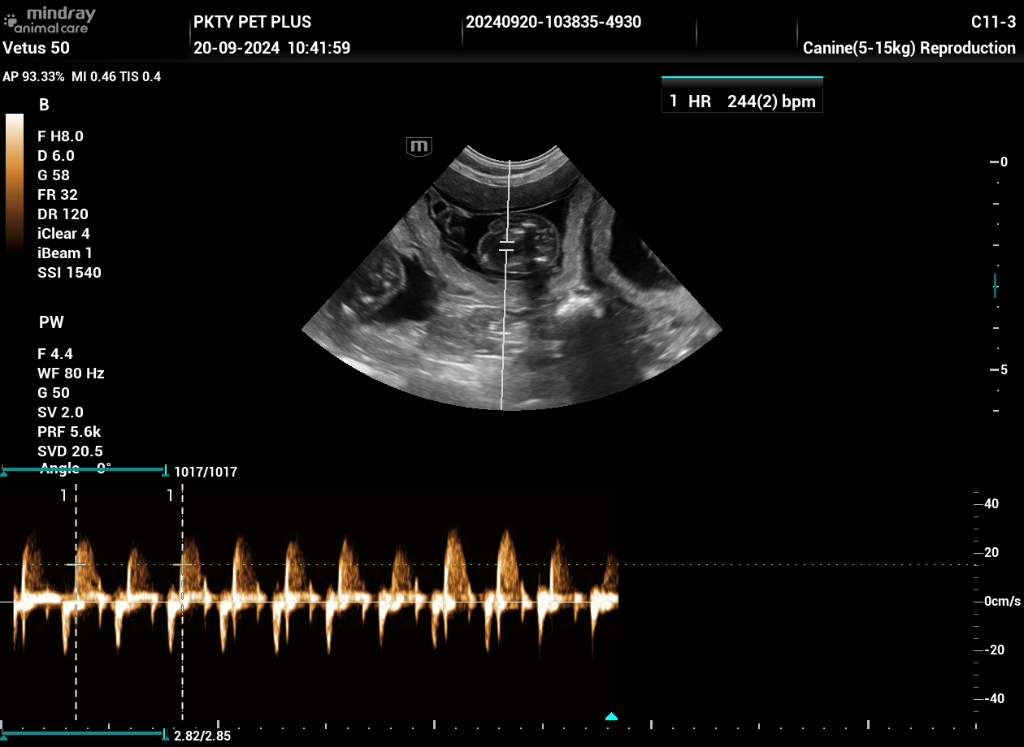 mindray
animalcare
PKTY PET PLUS
20240920-103835-4930
C11-3
Vetus 50
20-09-2024 10:41:59
Canine(5-15kg) Reproduction
AP 93.33% MI 0.46 TIS 0.4
B
1 HR 244(2) bpm
F H8.0
D 6.0
G 58
FR 32
DR 120
iClear 4
iBeam 1
SSI 1540
m
0
5
PW
F 4.4
WF 80 Hz
G 50
SV 2.0
PRF 5.6k
SVD 20.5
Angle 0°
1017/1017
1
1
40
20
0cm/s
-20
-40
2.82/2.85